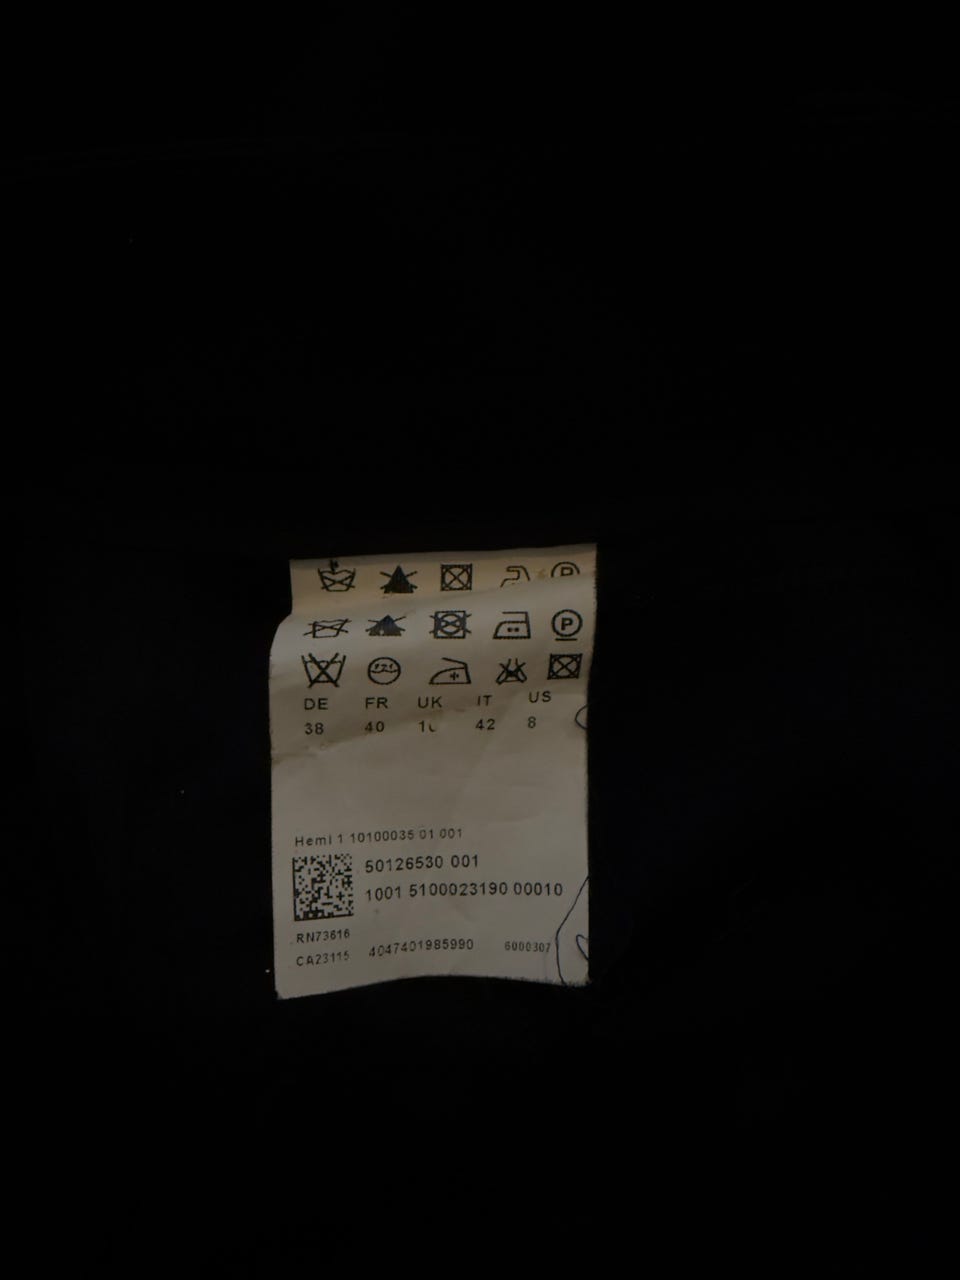 DE FR UK IT US
38 40 42 8
Hemi 1 10100035 01 001
50126530 001
1001 5100023190 00010
RN73616
CA23115 4047401985990 6000307